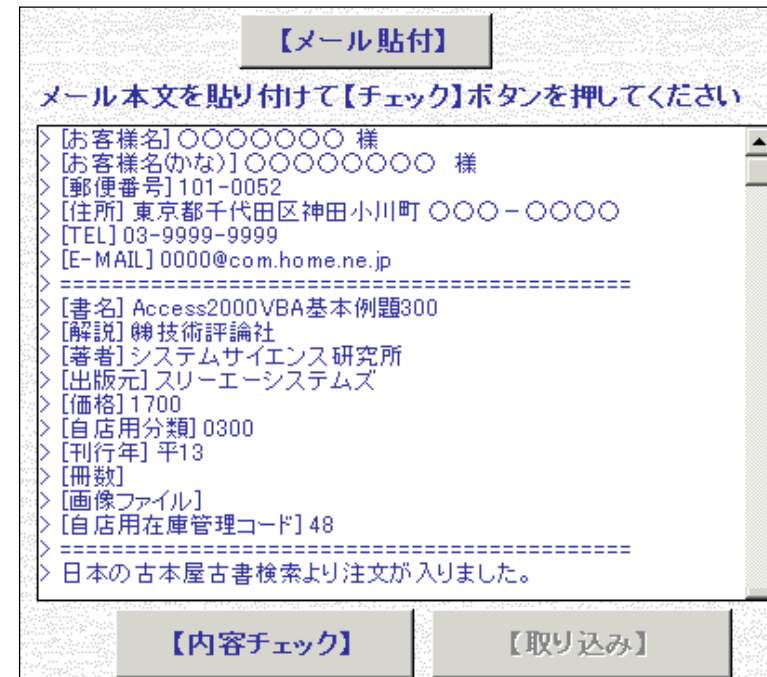 【メール貼付】
メール本文を貼り付けて【チェック】ボタンを押してください
> [お客様名] 〇〇〇〇〇〇〇 様
> [お客様名(かな)] 〇〇〇〇〇〇〇〇 様
> [郵便番号] 101-0052
> [住所] 東京都千代田区神田小川町 〇〇〇－〇〇〇〇
> [TEL] 03-9999-9999
> [E-MAIL] 0000@com.home.ne.jp
> ============================================
> [書名] Access2000VBA基本例題300
> [解説] ㈱技術評論社
> [著者] システムサイエンス研究所
> [出版元] スリーエーシステムズ
> [価格] 1700
> [自店用分類] 0300
> [刊行年] 平13
> [冊数]
> [画像ファイル]
> [自店用在庫管理コード] 48
> ============================================
> 日本の古本屋古書検索より注文が入りました。
【内容チェック】 【取り込み】